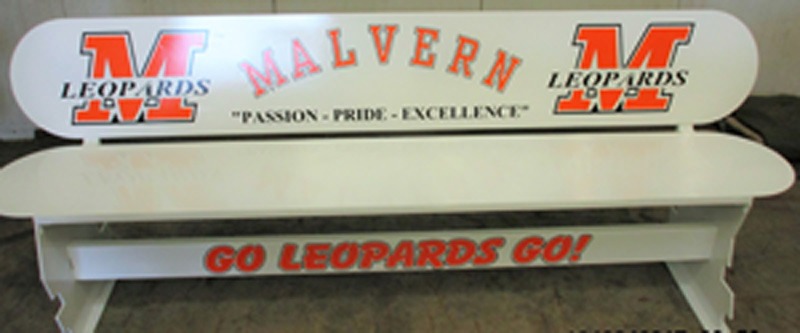 M
LEOPARDS
MALVERN
M
LEOPARDS
"PASSION - PRIDE - EXCELLENCE"
GO LEOPARDS GO!